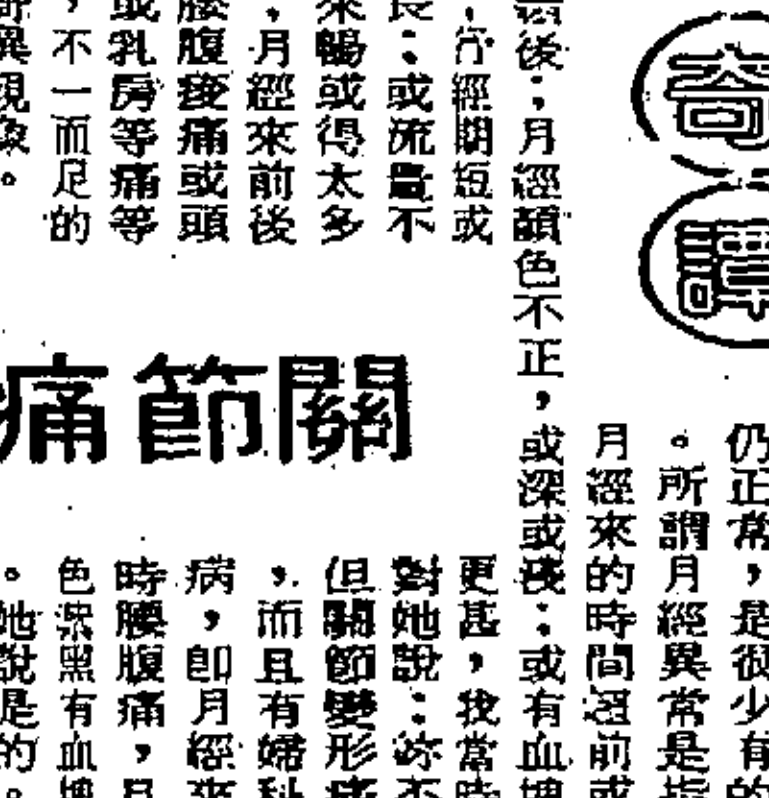 奇譚
仍正常，是很少有的
。所謂月經異常是指
月經來的時間超前或
後；月經顏色不正，或深或淺：或有血塊
，行經期短或
長：或流量不
來暢或得太多
，月經來前後
腰腹痠痛或頭
或乳房等痛等
，不一而足的
異現象。
關節痛
更甚，我當時
對她說：妳不
但關節變形痛
，而且有婦科
病，即月經來
時腰腹痛，月
色深黑有血塊
。她說是的。